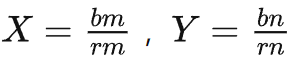 X = bm/rm , Y = bn/rn